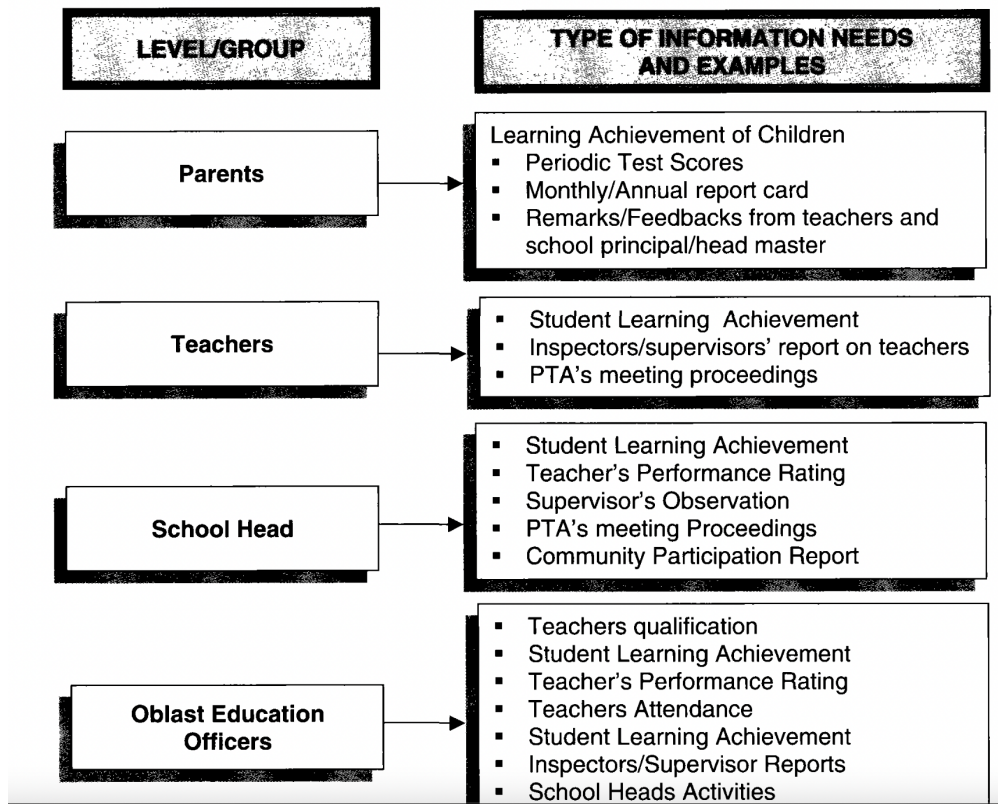 LEVEL/GROUP
TYPE OF INFORMATION NEEDS
AND EXAMPLES
Parents
Learning Achievement of Children
▪ Periodic Test Scores
▪ Monthly/Annual report card
▪ Remarks/Feedbacks from teachers and
school principal/head master
Teachers
▪ Student Learning Achievement
▪ Inspectors/supervisors' report on teachers
▪ PTA's meeting proceedings
School Head
▪ Student Learning Achievement
▪ Teacher's Performance Rating
▪ Supervisor's Observation
▪ PTA's meeting Proceedings
▪ Community Participation Report
Oblast Education
Officers
▪ Teachers qualification
▪ Student Learning Achievement
▪ Teacher's Performance Rating
▪ Teachers Attendance
▪ Student Learning Achievement
▪ Inspectors/Supervisor Reports
▪ School Heads Activities